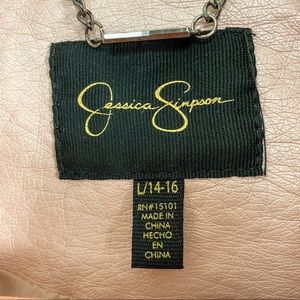 Jessica Simpson
L/14-16
RN#15101
MADE IN
CHINA
HECHO
EN
CHINA